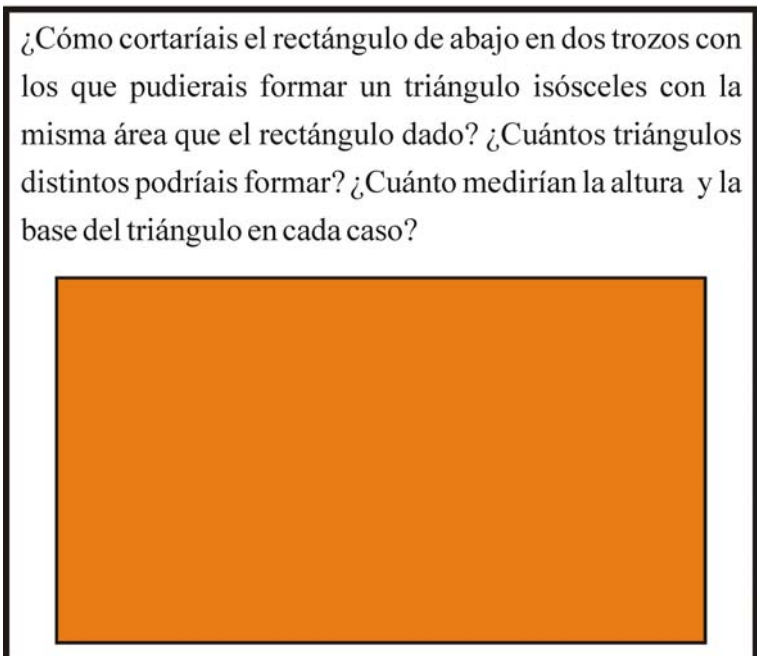 ¿Cómo cortaríais el rectángulo de abajo en dos trozos con
los que pudierais formar un triángulo isósceles con la
misma área que el rectángulo dado? ¿Cuántos triángulos
distintos podríais formar? ¿Cuánto medirían la altura y la
base del triángulo en cada caso?